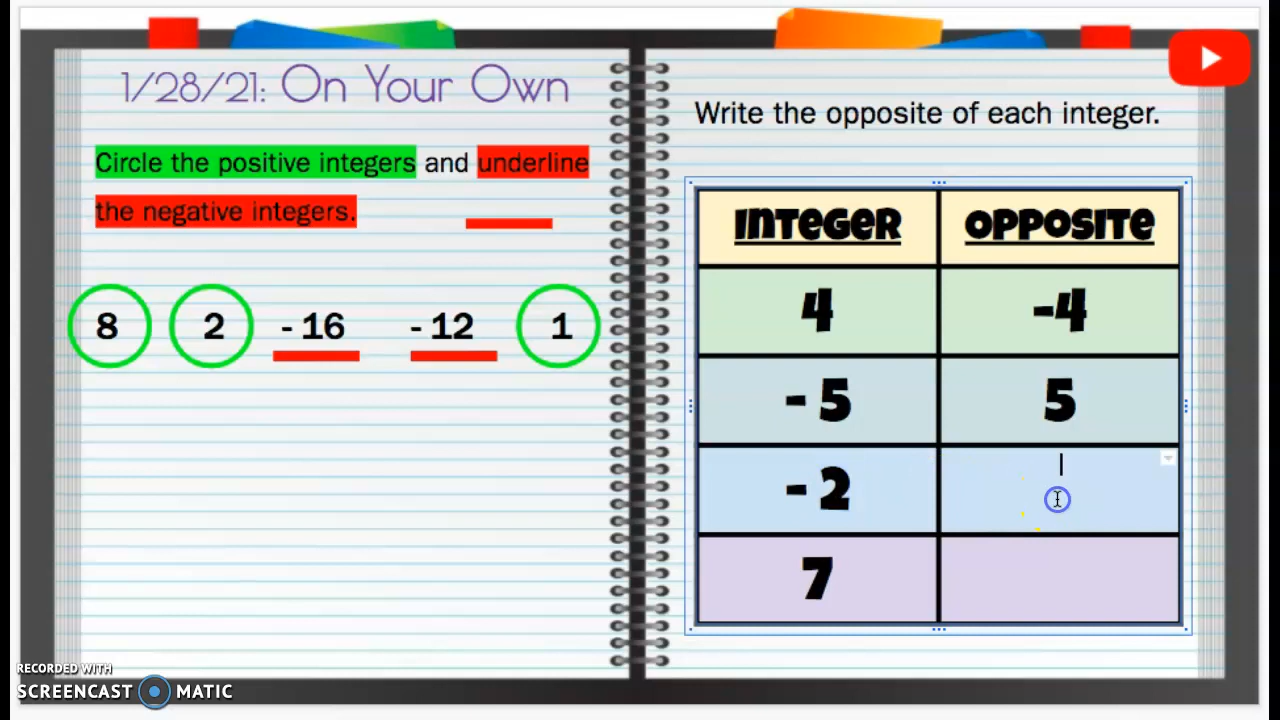 1/28/21: On Your Own
Circle the positive integers and underline
the negative integers.
8 2 - 16 - 12 1
Write the opposite of each integer.
INTEGER OPPOSITE
4 -4
- 5 5
- 2
7
RECORDED WITH
SCREENCAST MATIC